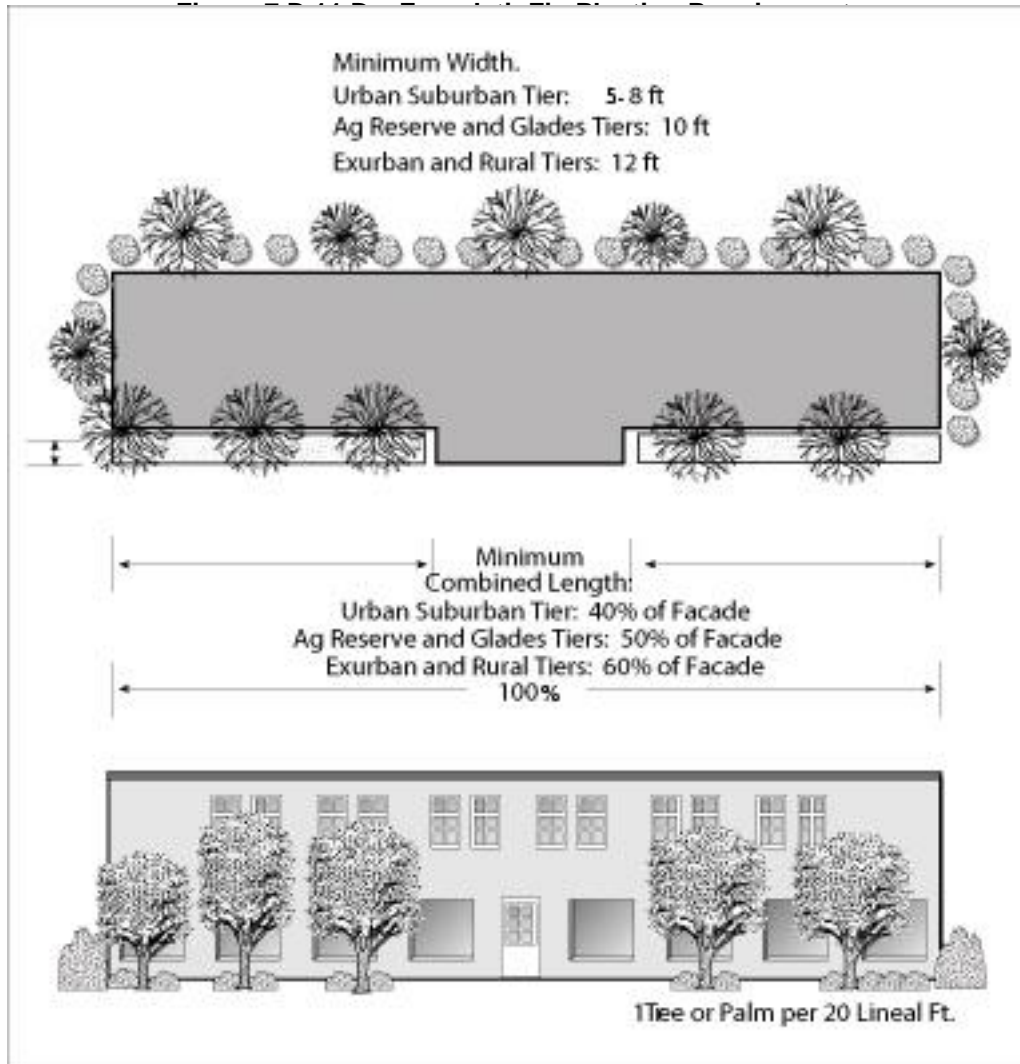 Minimum Width.
Urban Suburban Tier: 5-8 ft
Ag Reserve and Glades Tiers: 10 ft
Exurban and Rural Tiers: 12 ft
Minimum
Combined Length:
Urban Suburban Tier: 40% of Facade
Ag Reserve and Glades Tiers: 50% of Facade
Exurban and Rural Tiers: 60% of Facade
100%
1Tree or Palm per 20 Lineal Ft.